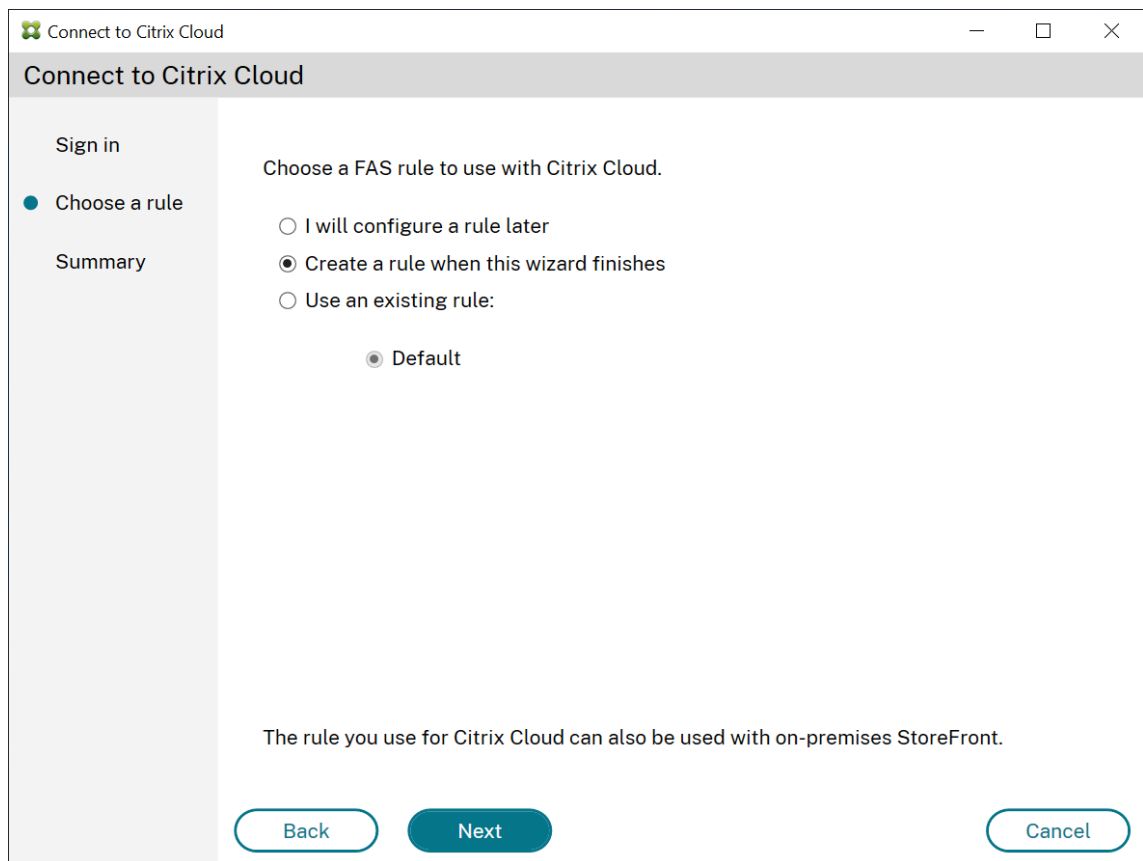 Connect to Citrix Cloud
Connect to Citrix Cloud
Sign in
Choose a rule
Summary
Choose a FAS rule to use with Citrix Cloud.
I will configure a rule later
Create a rule when this wizard finishes
Use an existing rule:
Default
The rule you use for Citrix Cloud can also be used with on-premises StoreFront.
Back
Next
Cancel